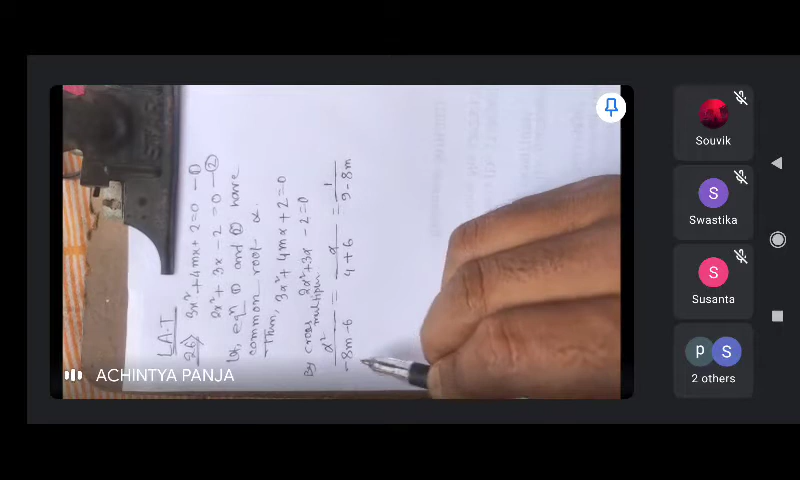 LA-I
26) 3x²+4mx+2=0 —①
2x²+3x-2=0 —②
eqⁿ ① and ② have
common root α.
Then, 3α²+4mα+2=0
2α²+3α-2=0
By cross multiplication
α²/-8m-6 = α/4+6 = 1/9-8m
ACHINTYA PANJA
Souvik
S
Swastika
S
Susanta
P S
2 others